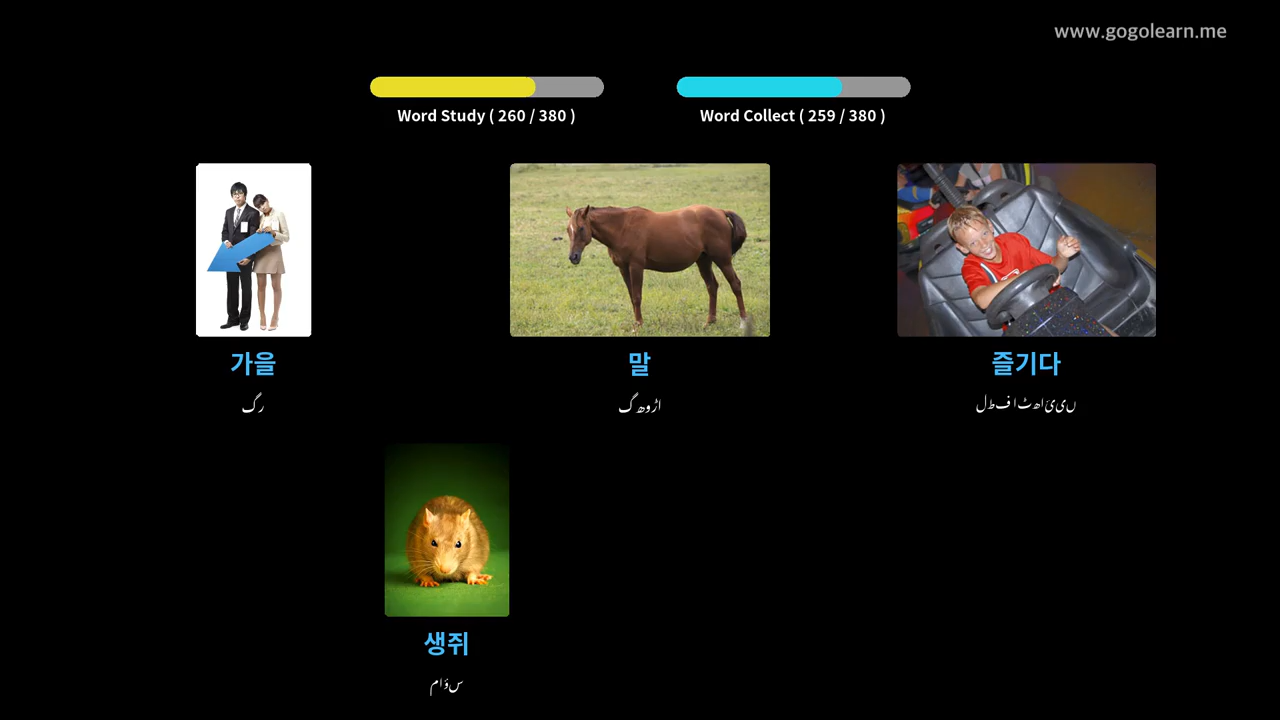 www.gogolearn.me
Word Study ( 260 / 380 )
Word Collect ( 259 / 380 )
가을
말
즐기다
رگ
اڑوھگ
ںیئاھٹا فطل
생쥐
سؤام